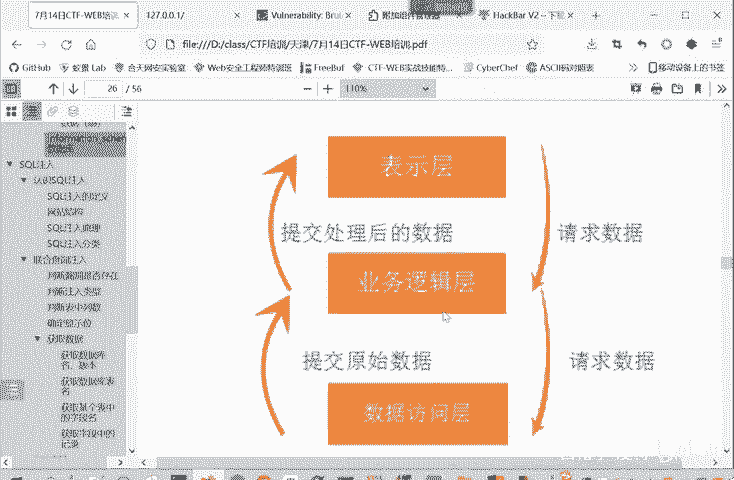 7月14日CTF-WEB培训
127.0.0.1/
Vulnerability: Bru
附加组件管理器
HackBar V2 – 下载
file:///D:/class/CTF培训/天津/7月14日CTF-WEB培训.pdf
GitHub
蚁景 Lab
合天网安实验室
Web安全工程师特训班
FreeBuf
CTF-WEB实战技能特...
CyberChef
ASCII码对照表
移动设备上的书签
26 / 56
110%
information_schem
SQL注入
认识SQL注入
SQL注入的定义
网站结构
SQL注入原理
SQL注入分类
联合查询注入
判断漏洞是否存在
判断注入类型
判断表中列数
确定显示位
获取数据
获取数据库
名、版本
获取数据库表
名
获取某个表中
的字段名
获取字段中的
记录
表示层
提交处理后的数据
请求数据
业务逻辑层
提交原始数据
请求数据
数据访问层